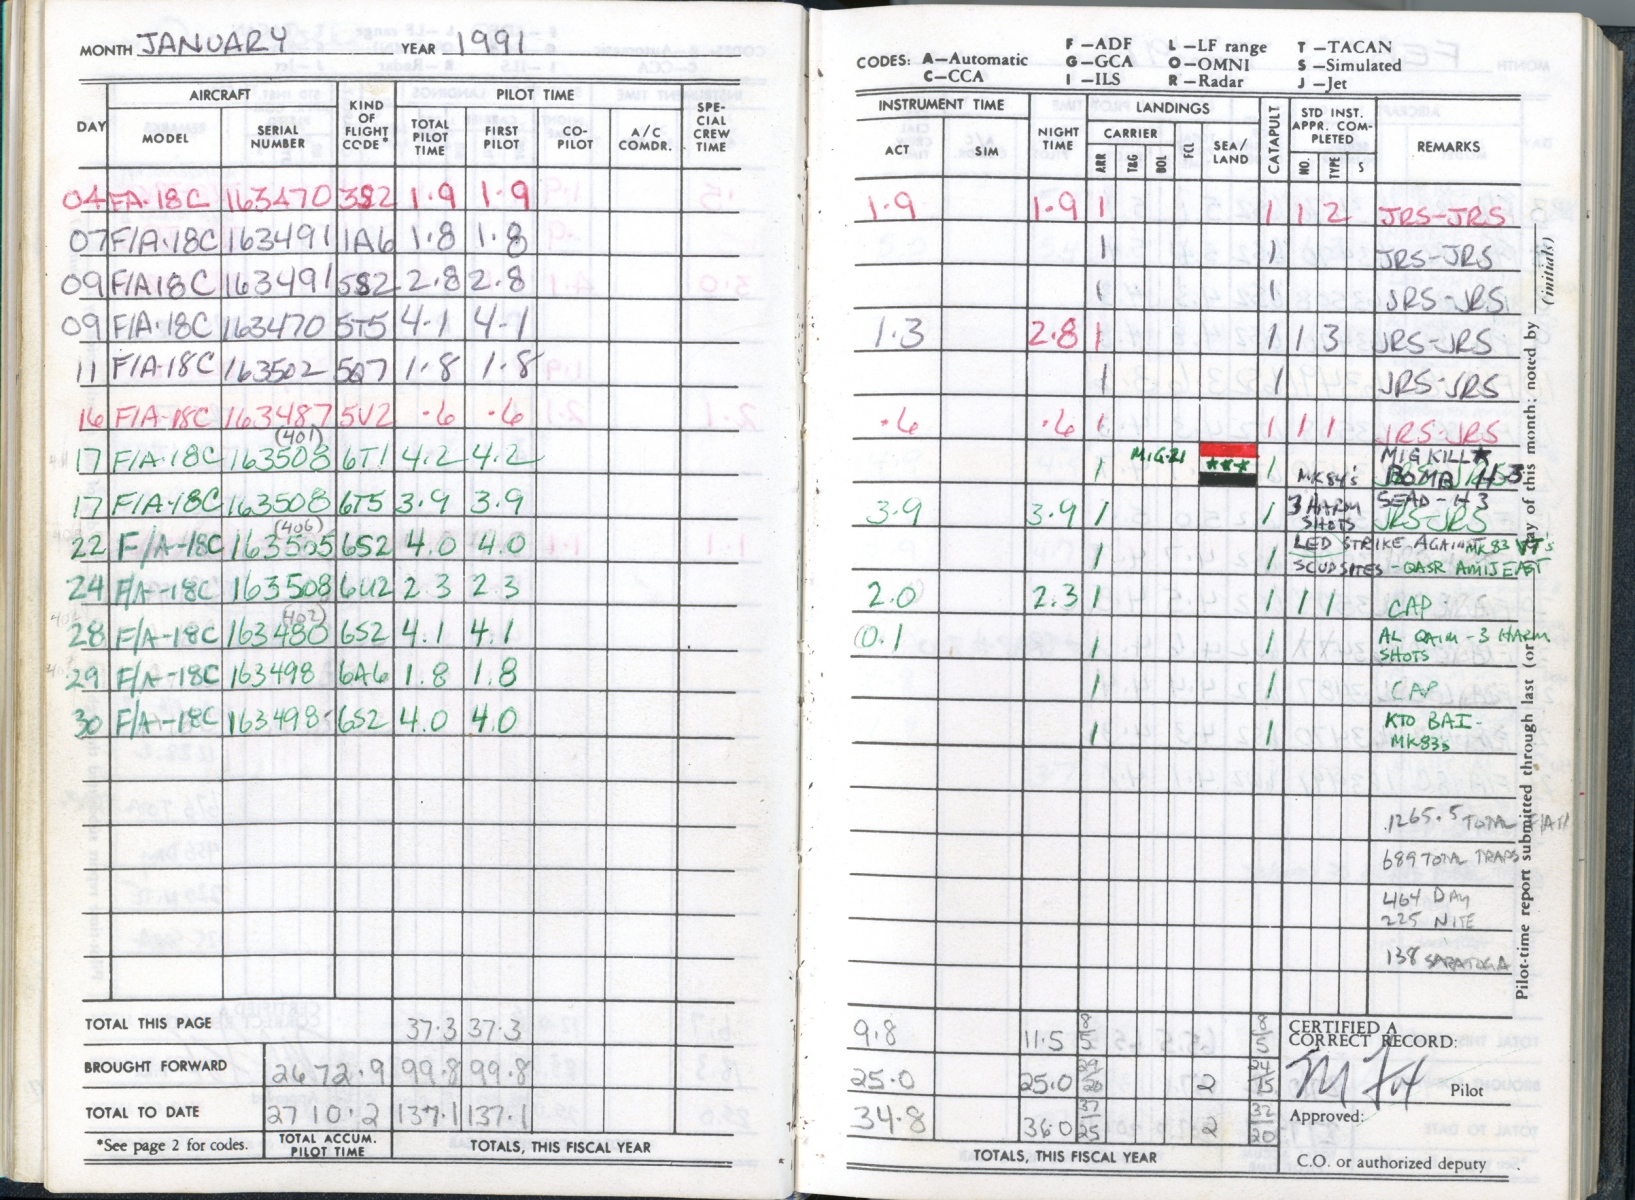 MONTH JANUARY YEAR 1991
AIRCRAFT KIND OF FLIGHT CODE* PILOT TIME SPE-CIAL CREW TIME
DAY MODEL SERIAL NUMBER TOTAL PILOT TIME FIRST PILOT CO-PILOT A/C COMDR.
04 FA-18C 163470 3S2 1.9 1.9
07 F/A-18C 163491 1A6 1.8 1.8
09 F/A18C 163491 5S2 2.8 2.8
09 F/A-18C 163470 5T5 4.1 4.1
11 F/A-18C 163502 5Q7 1.8 1.8
16 F/A-18C 163487 5V2 .6 .6
(401)
17 F/A-18C 163508 6T1 4.2 4.2
17 F/A-18C 163508 6T5 3.9 3.9
(406)
22 F/A-18C 163505 6S2 4.0 4.0
24 F/A-18C 163508 6U2 2.3 2.3
(402)
28 F/A-18C 163480 6S2 4.1 4.1
29 F/A-18C 163498 6A6 1.8 1.8
30 F/A-18C 163498 6S2 4.0 4.0
TOTAL THIS PAGE 37.3 37.3
BROUGHT FORWARD 2672.9 99.8 99.8
TOTAL TO DATE 2710.2 137.1 137.1
*See page 2 for codes. TOTAL ACCUM. PILOT TIME TOTALS, THIS FISCAL YEAR
CODES: A—Automatic F—ADF L—LF range T—TACAN
C—CCA G—GCA O—OMNI S—Simulated
I—ILS R—Radar J—Jet
INSTRUMENT TIME NIGHT TIME LANDINGS CATAPULT STD INST. APPR. COM-PLETED REMARKS
ACT SIM CARRIER FCL SEA/LAND
ARR T&G BOL NO. TYPE S
1.9 1.9 1 1 1 2 JRS-JRS
1 1 JRS-JRS
1 1 JRS-JRS
1.3 2.8 1 1 1 3 JRS-JRS
1 1 JRS-JRS
.6 .6 1 1 1 1 JRS-JRS
1 MIG-21 1 MK84's MIG KILL BOMB H-3
3.9 3.9 1 1 3 HARM SHOTS SEAD-H3 JRS-JRS
1 1 LED STRIKE AGAINST MK83 VT's
SCUD SITES - QASR AMIJ EAST
2.0 2.3 1 1 1 1 CAP
0.1 1 1 AL QAIM - 3 HARM SHOTS
1 1 CAP
1 1 KTO BAI-
MK83s
1265.5 TOTAL F/A18
689 TOTAL TRAPS
464 DAY
225 NITE
138 SARATOGA
9.8 11.5 8/5 8/5 CERTIFIED A CORRECT RECORD:
25.0 25.0 29/20 2 24/15 Pilot
34.8 36.0 37/25 2 32/20 Approved:
TOTALS, THIS FISCAL YEAR C.O. or authorized deputy
Pilot-time report submitted through last (or) day of this month; noted by (initials)